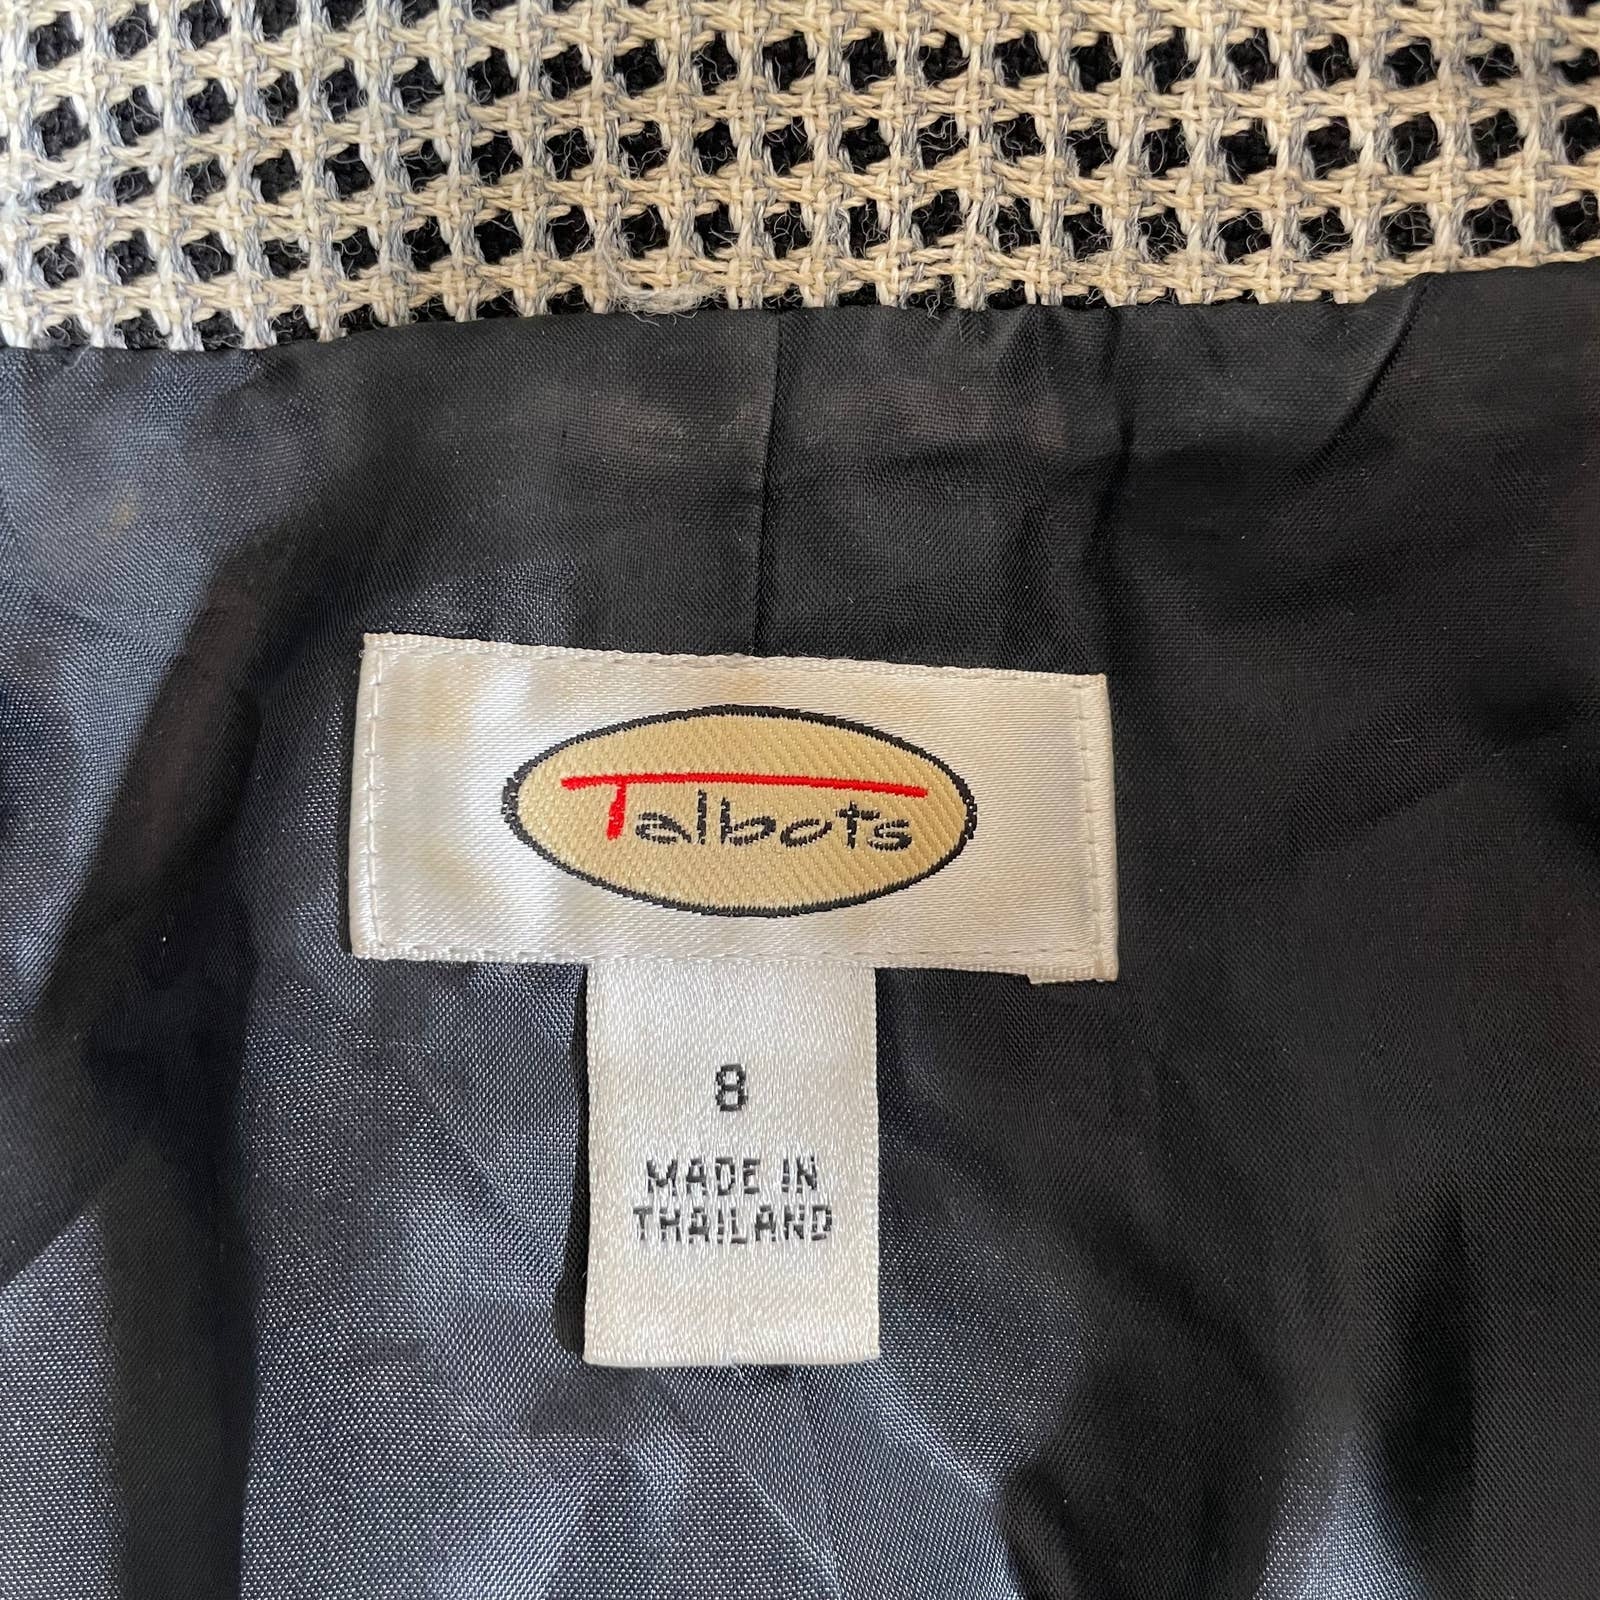 Talbots
8
MADE IN
THAILAND